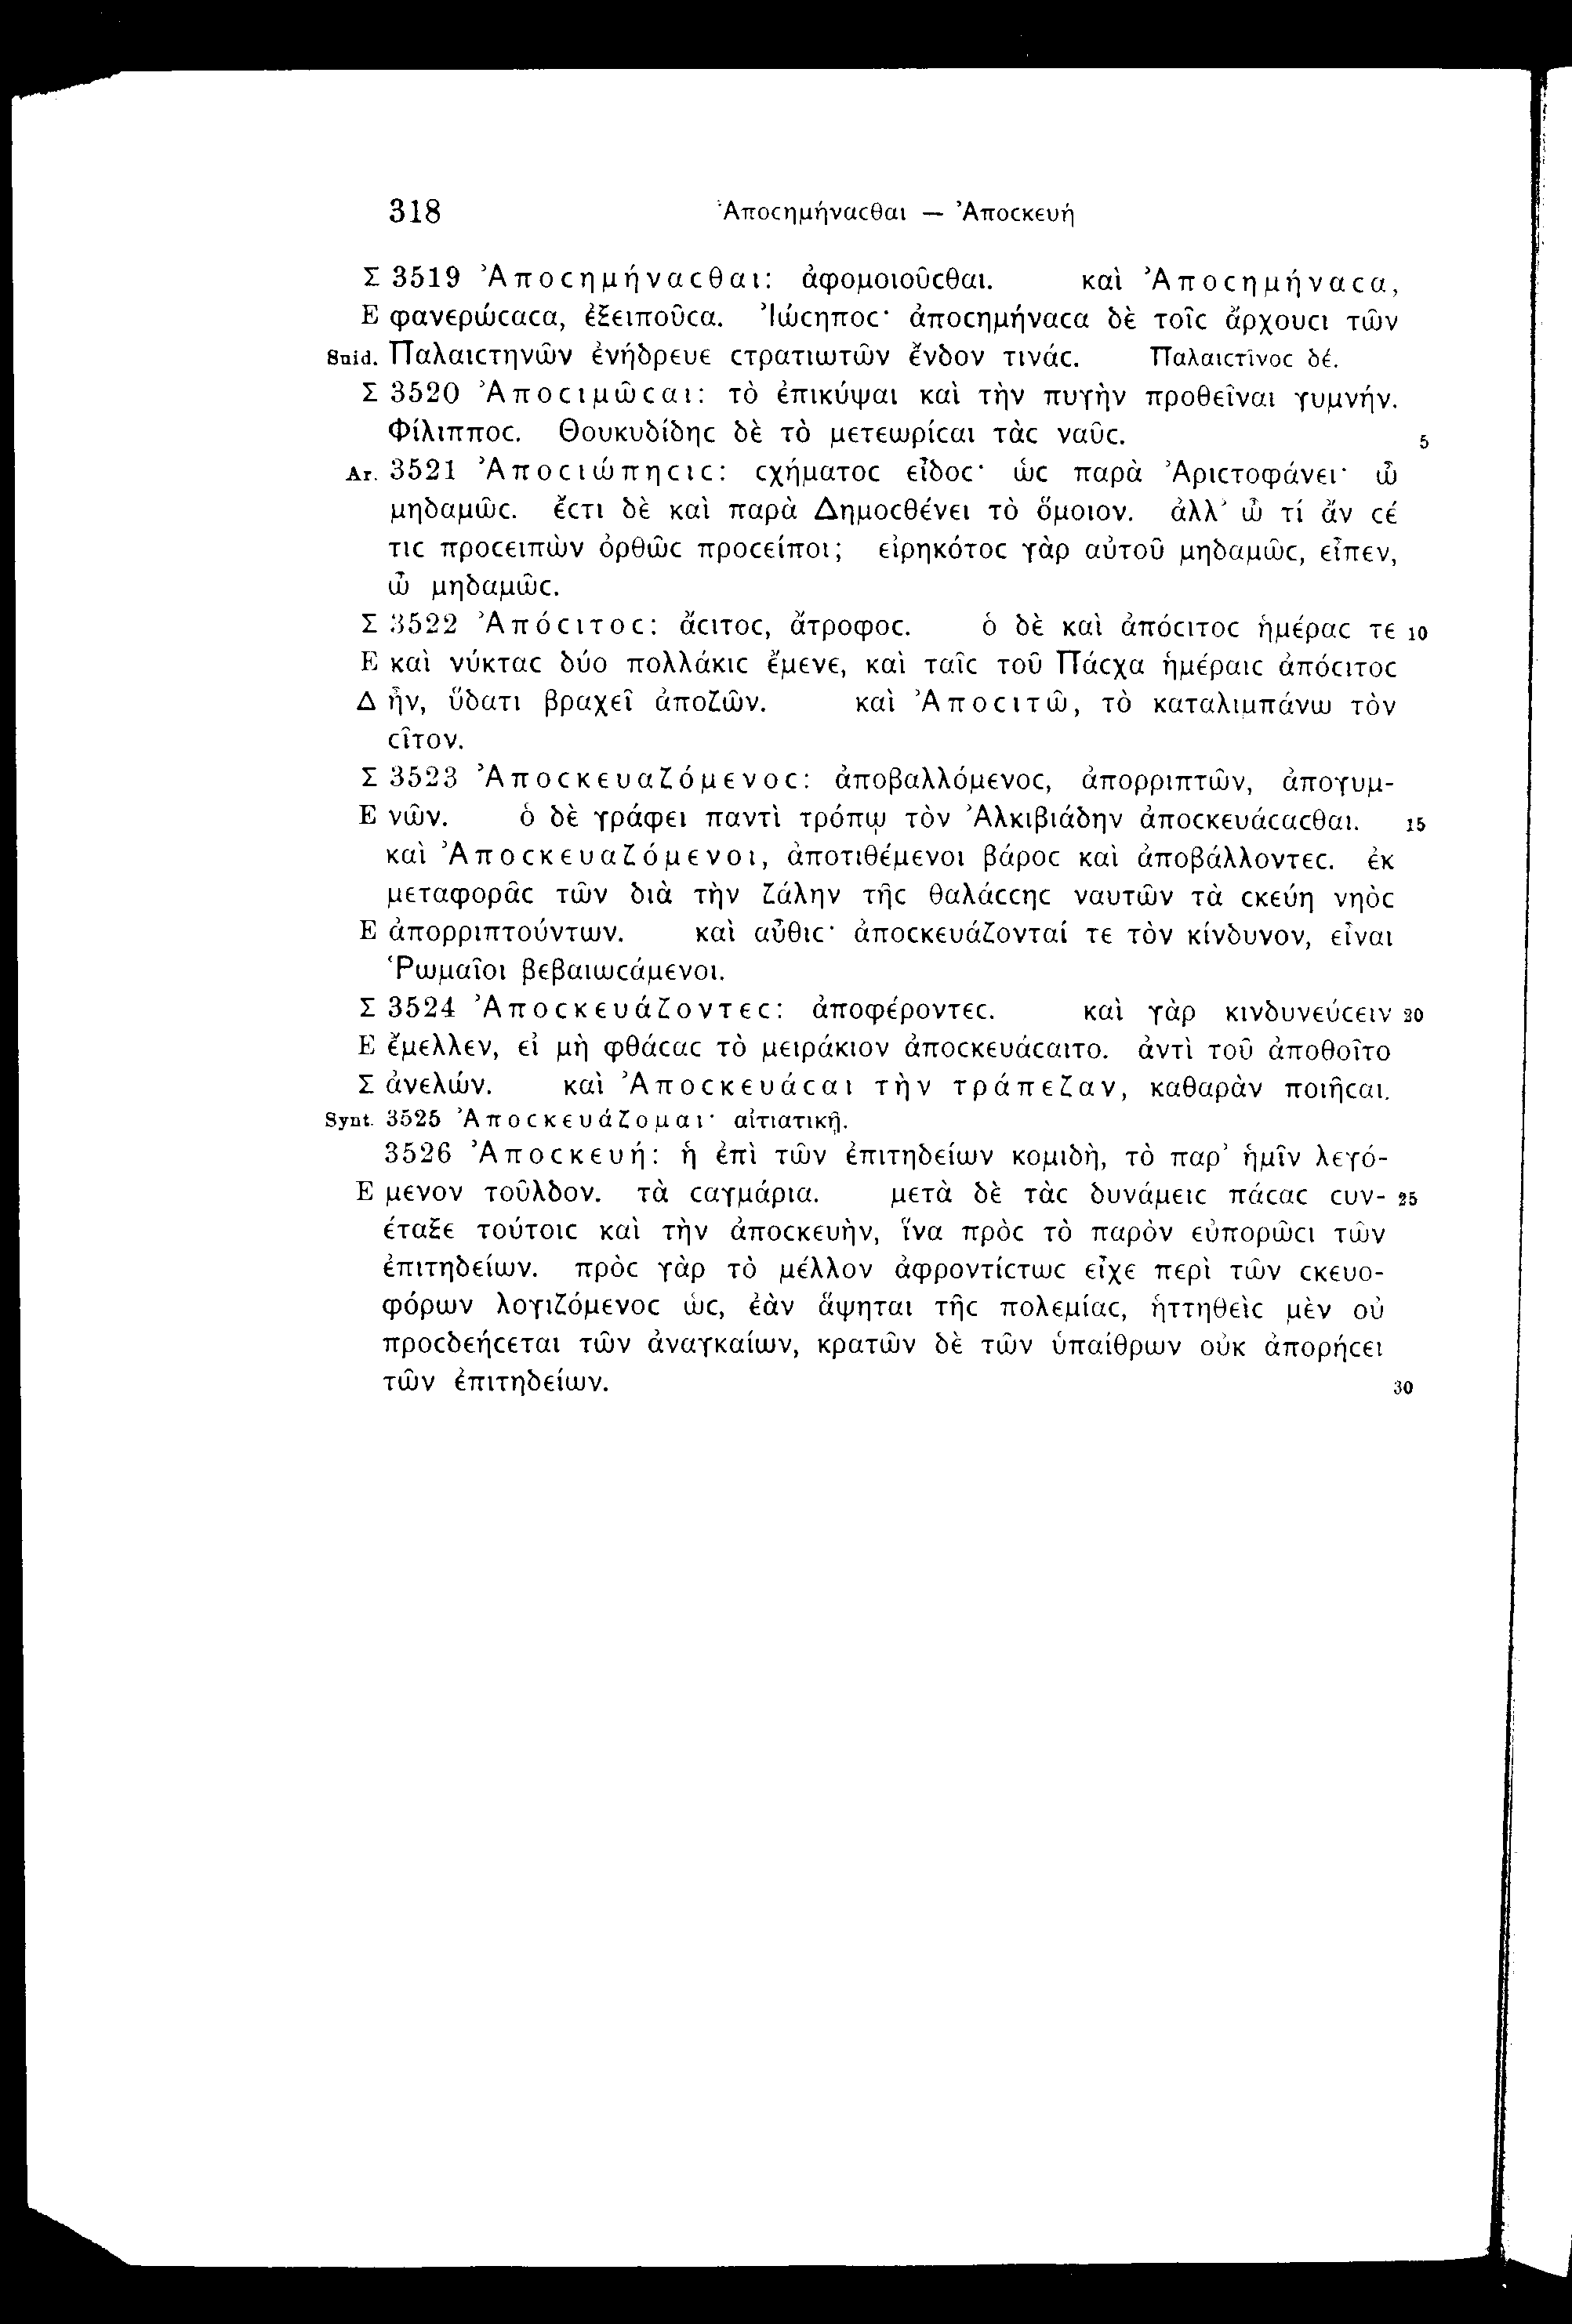 318 Ἀποϲημήναϲθαι — Ἀποϲκευή
Σ 3519 Ἀποϲημήναϲθαι: ἀφομοιοῦϲθαι. καὶ Ἀποϲημήναϲα,
E φανερώϲαϲα, ἐξειποῦϲα. Ἰώϲηποϲ· ἀποϲημήναϲα δὲ τοῖϲ ἄρχουϲι τῶν
Suid. Παλαιϲτηνῶν ἐνήδρευε ϲτρατιωτῶν ἔνδον τινάϲ. Παλαιϲτῖνοϲ δέ.
Σ 3520 Ἀποϲιμῶϲαι: τὸ ἐπικύψαι καὶ τὴν πυγὴν προθεῖναι γυμνήν.
Φίλιπποϲ. Θουκυδίδηϲ δὲ τὸ μετεωρίϲαι τὰϲ ναῦϲ. 5
Ar. 3521 Ἀποϲιώπηϲιϲ: ϲχήματοϲ εἶδοϲ· ὡϲ παρὰ Ἀριϲτοφάνει· ὦ
μηδαμῶϲ. ἔϲτι δὲ καὶ παρὰ Δημοϲθένει τὸ ὅμοιον. ἀλλ’ ὦ τί ἄν ϲέ
τιϲ προϲειπὼν ὀρθῶϲ προϲείποι; εἰρηκότοϲ γὰρ αὐτοῦ μηδαμῶϲ, εἶπεν,
ὦ μηδαμῶϲ.
Σ 3522 Ἀπόϲιτοϲ: ἄϲιτοϲ, ἄτροφοϲ. ὁ δὲ καὶ ἀπόϲιτοϲ ἡμέραϲ τε 10
E καὶ νύκταϲ δύο πολλάκιϲ ἔμενε, καὶ ταῖϲ τοῦ Πάϲχα ἡμέραιϲ ἀπόϲιτοϲ
Δ ἦν, ὕδατι βραχεῖ ἀποζῶν. καὶ Ἀποϲιτῶ, τὸ καταλιμπάνω τὸν
ϲῖτον.
Σ 3523 Ἀποϲκευαζόμενοϲ: ἀποβαλλόμενοϲ, ἀπορριπτῶν, ἀπογυμ-
E νῶν. ὁ δὲ γράφει παντὶ τρόπῳ τὸν Ἀλκιβιάδην ἀποϲκευάϲαϲθαι. 15
καὶ Ἀποϲκευαζόμενοι, ἀποτιθέμενοι βάροϲ καὶ ἀποβάλλοντεϲ. ἐκ
μεταφορᾶϲ τῶν διὰ τὴν ζάλην τῆϲ θαλάϲϲηϲ ναυτῶν τὰ ϲκεύη νηὸϲ
E ἀπορριπτούντων. καὶ αὖθιϲ· ἀποϲκευάζονταί τε τὸν κίνδυνον, εἶναι
Ῥωμαῖοι βεβαιωϲάμενοι.
Σ 3524 Ἀποϲκευάζοντεϲ: ἀποφέροντεϲ. καὶ γὰρ κινδυνεύϲειν 20
E ἔμελλεν, εἰ μὴ φθάϲαϲ τὸ μειράκιον ἀποϲκευάϲαιτο. ἀντὶ τοῦ ἀποθοῖτο
Σ ἀνελών. καὶ Ἀποϲκευάϲαι τὴν τράπεζαν, καθαρὰν ποιῆϲαι.
Synt. 3525 Ἀποϲκευάζομαι· αἰτιατικῇ.
3526 Ἀποϲκευή: ἡ ἐπὶ τῶν ἐπιτηδείων κομιδὴ, τὸ παρ’ ἡμῖν λεγό-
E μενον τοῦλδον. τὰ ϲαγμάρια. μετὰ δὲ τὰϲ δυνάμειϲ πάϲαϲ ϲυν- 25
έταξε τούτοιϲ καὶ τὴν ἀποϲκευὴν, ἵνα πρὸϲ τὸ παρὸν εὐπορῶϲι τῶν
ἐπιτηδείων. πρὸϲ γὰρ τὸ μέλλον ἀφροντίϲτωϲ εἶχε περὶ τῶν ϲκευο-
φόρων λογιζόμενοϲ ὡϲ, ἐὰν ἅψηται τῆϲ πολεμίαϲ, ἡττηθεὶϲ μὲν οὐ
προϲδεήϲεται τῶν ἀναγκαίων, κρατῶν δὲ τῶν ὑπαίθρων οὐκ ἀπορήϲει
τῶν ἐπιτηδείων. 30